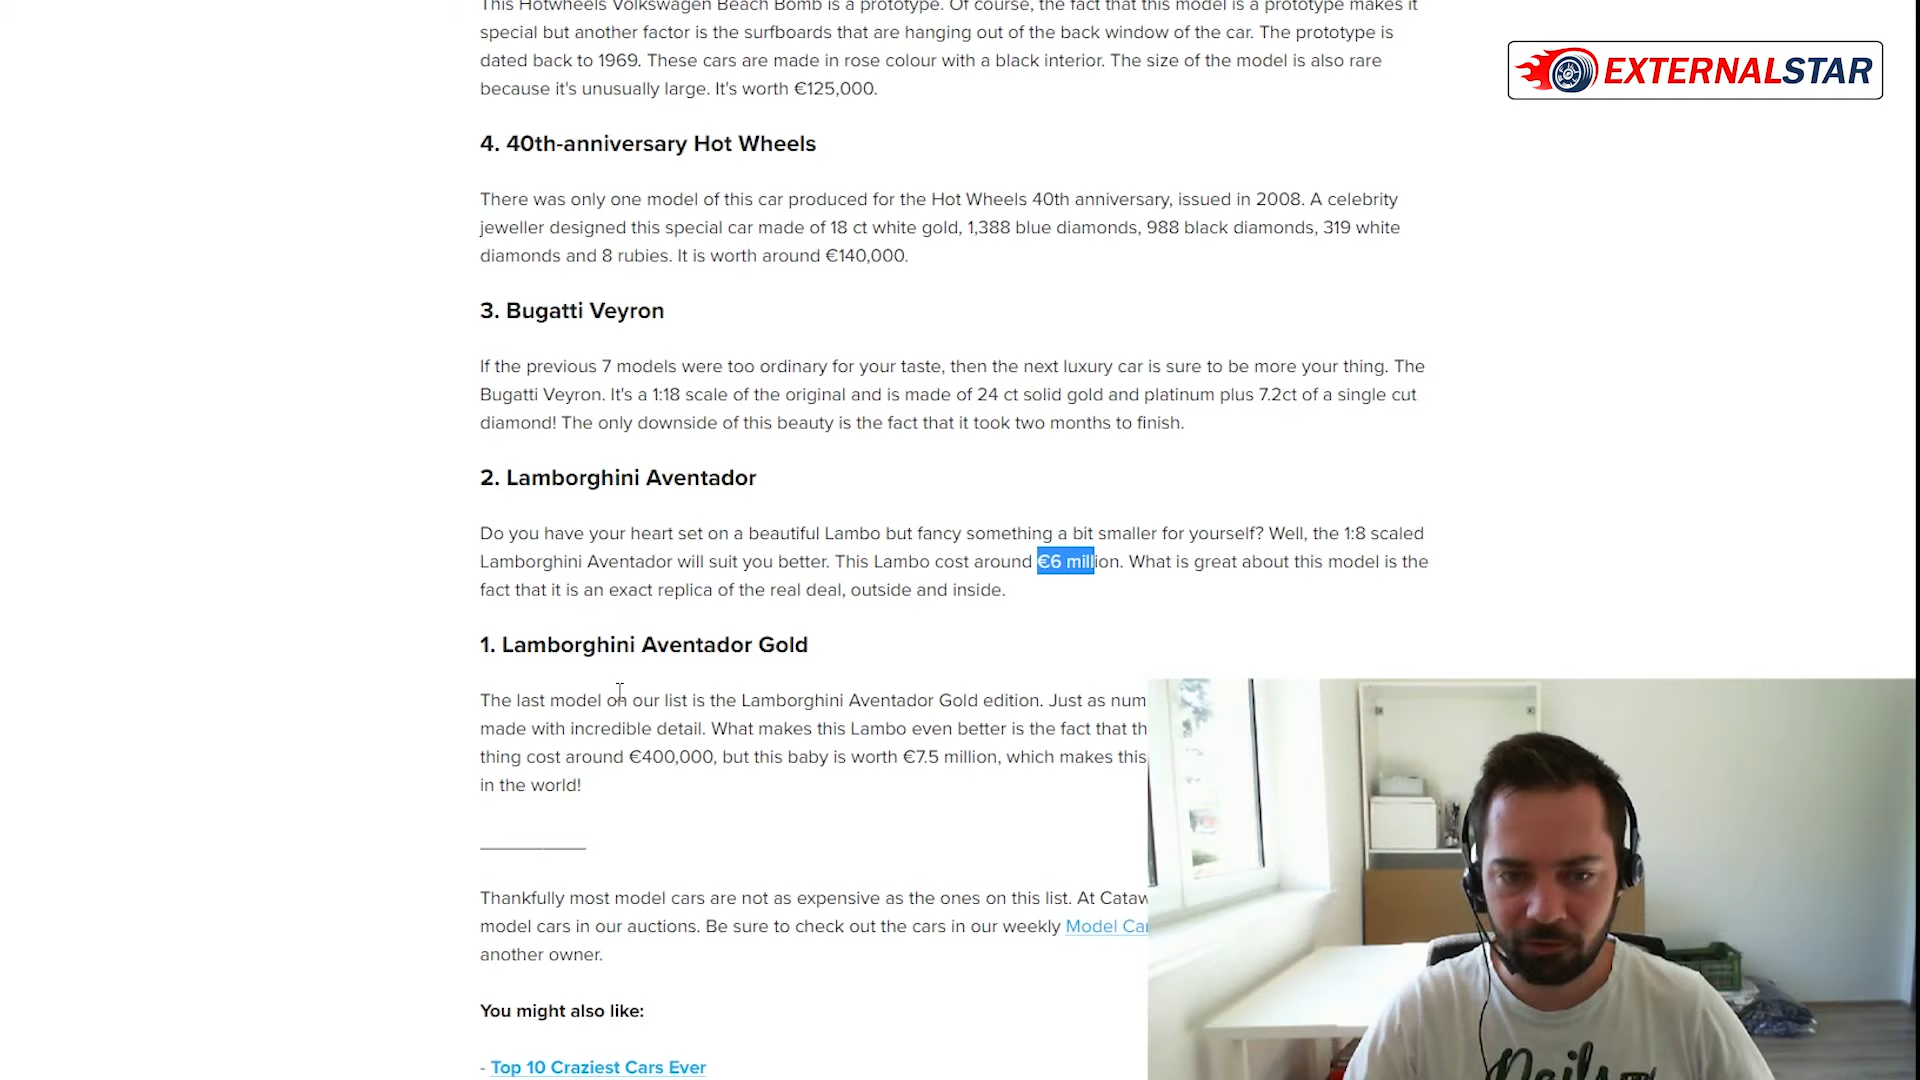 This Hotwheels Volkswagen Beach Bomb is a prototype. Of course, the fact that this model is a prototype makes it
special but another factor is the surfboards that are hanging out of the back window of the car. The prototype is
dated back to 1969. These cars are made in rose colour with a black interior. The size of the model is also rare
because it's unusually large. It's worth €125,000.
EXTERNALSTAR
4. 40th-anniversary Hot Wheels
There was only one model of this car produced for the Hot Wheels 40th anniversary, issued in 2008. A celebrity
jeweller designed this special car made of 18 ct white gold, 1,388 blue diamonds, 988 black diamonds, 319 white
diamonds and 8 rubies. It is worth around €140,000.
3. Bugatti Veyron
If the previous 7 models were too ordinary for your taste, then the next luxury car is sure to be more your thing. The
Bugatti Veyron. It's a 1:18 scale of the original and is made of 24 ct solid gold and platinum plus 7.2ct of a single cut
diamond! The only downside of this beauty is the fact that it took two months to finish.
2. Lamborghini Aventador
Do you have your heart set on a beautiful Lambo but fancy something a bit smaller for yourself? Well, the 1:8 scaled
Lamborghini Aventador will suit you better. This Lambo cost around €6 million. What is great about this model is the
fact that it is an exact replica of the real deal, outside and inside.
1. Lamborghini Aventador Gold
The last model on our list is the Lamborghini Aventador Gold edition. Just as num
made with incredible detail. What makes this Lambo even better is the fact that th
thing cost around €400,000, but this baby is worth €7.5 million, which makes this
in the world!
Thankfully most model cars are not as expensive as the ones on this list. At Cataw
model cars in our auctions. Be sure to check out the cars in our weekly Model Car
another owner.
You might also like:
- Top 10 Craziest Cars Ever